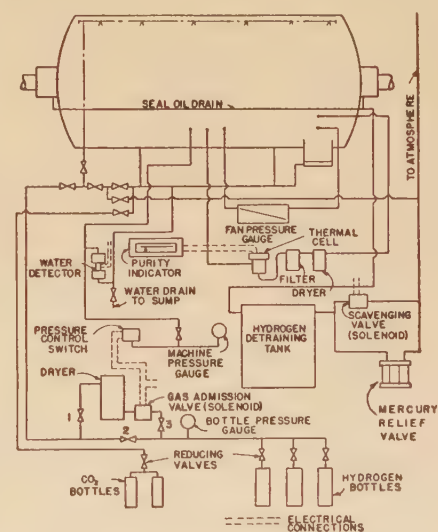 SEAL OIL DRAIN
TO ATMOSPHERE
FAN PRESSURE
GAUGE
THERMAL
CELL
WATER
DETECTOR
PURITY
INDICATOR
FILTER
DRYER
WATER DRAIN
TO SUMP
SCAVENGING
VALVE
(SOLENOID)
PRESSURE
CONTROL
SWITCH
HYDROGEN
DETRAINING
TANK
MACHINE
PRESSURE
GAUGE
DRYER
MERCURY
RELIEF
VALVE
GAS ADMISSION
VALVE (SOLENOID)
1
2
3
BOTTLE PRESSURE
GAUGE
REDUCING
VALVES
CO2
BOTTLES
HYDROGEN
BOTTLES
ELECTRICAL
CONNECTIONS